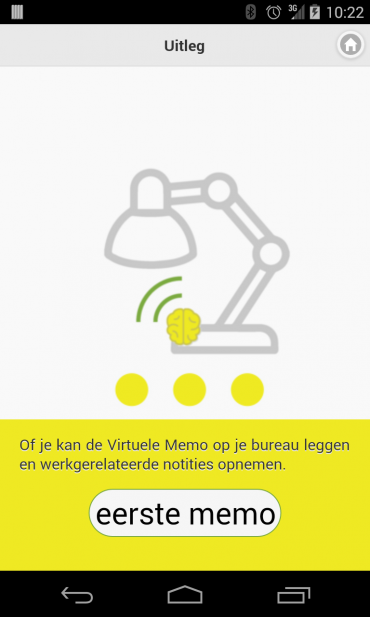 3G 10:22
Uitleg
Of je kan de Virtuele Memo op je bureau leggen
en werkgerelateerde notities opnemen.
eerste memo